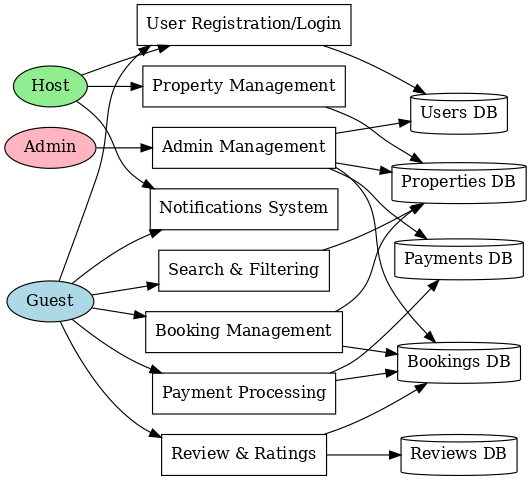 User Registration/Login
Host
Property Management
Users DB
Admin
Admin Management
Properties DB
Notifications System
Payments DB
Search & Filtering
Guest
Booking Management
Bookings DB
Payment Processing
Review & Ratings
Reviews DB